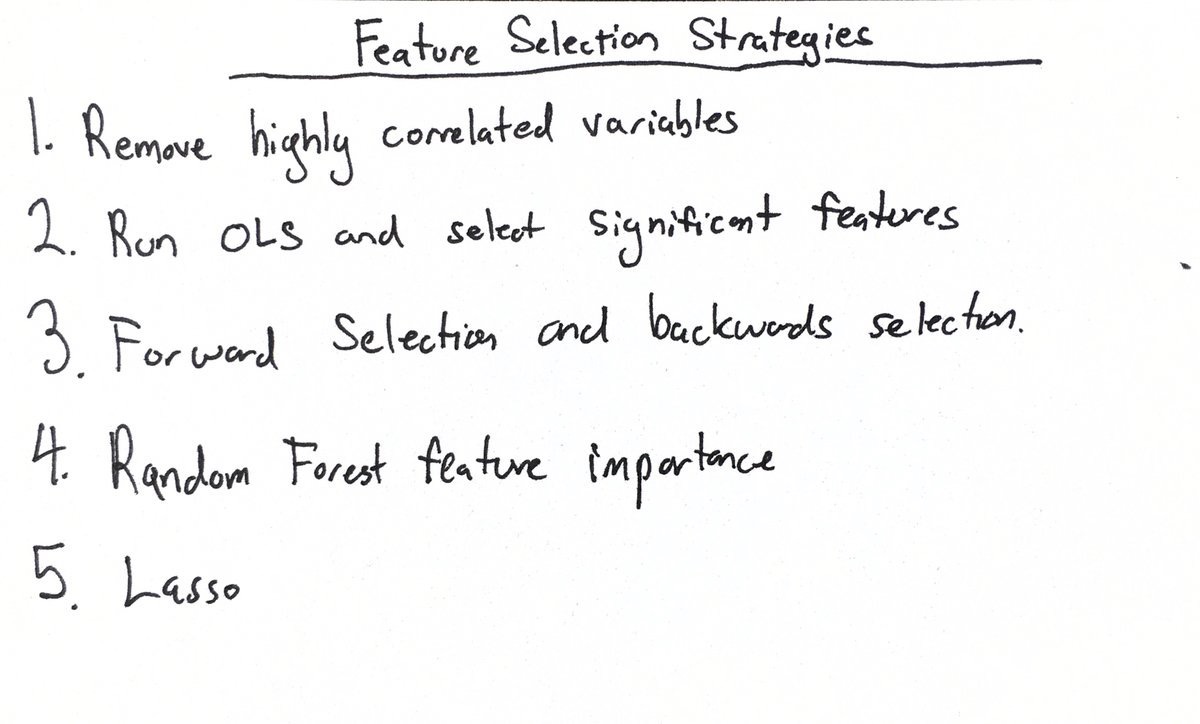 Feature Selection Strategies
1. Remove highly correlated variables
2. Run OLS and select significant features
3. Forward Selection and backwards selection.
4. Random Forest feature importance
5. Lasso